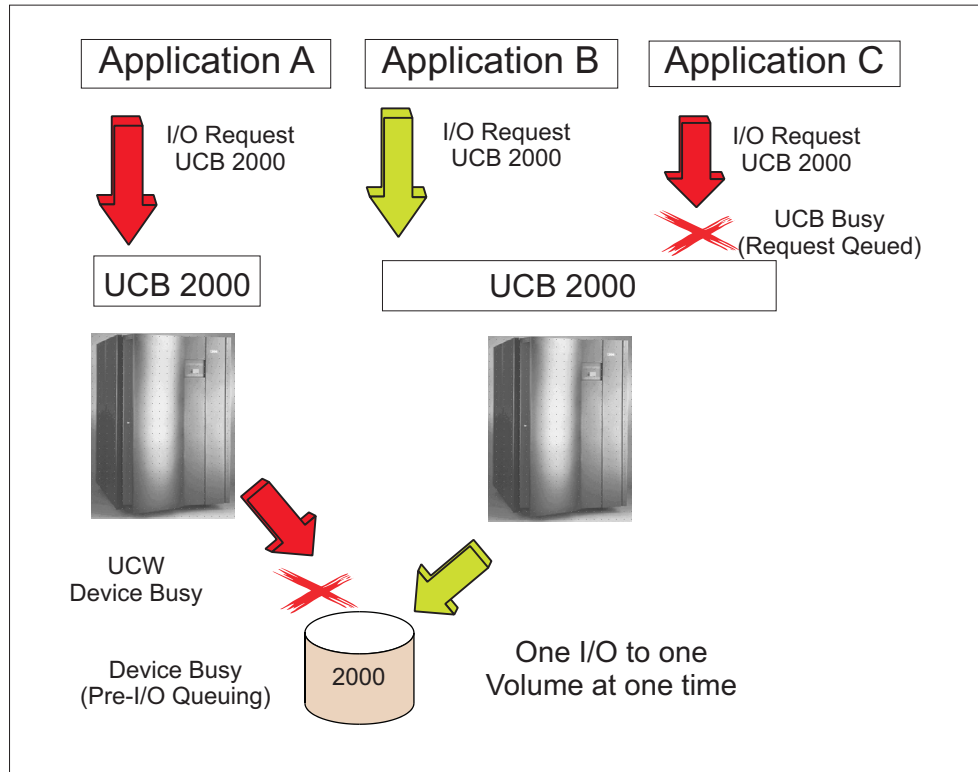 Application A
Application B
Application C
I/O Request
UCB 2000
I/O Request
UCB 2000
I/O Request
UCB 2000
UCB Busy
(Request Qeued)
UCB 2000
UCB 2000
UCW
Device Busy
Device Busy
(Pre-I/O Queuing)
2000
One I/O to one
Volume at one time